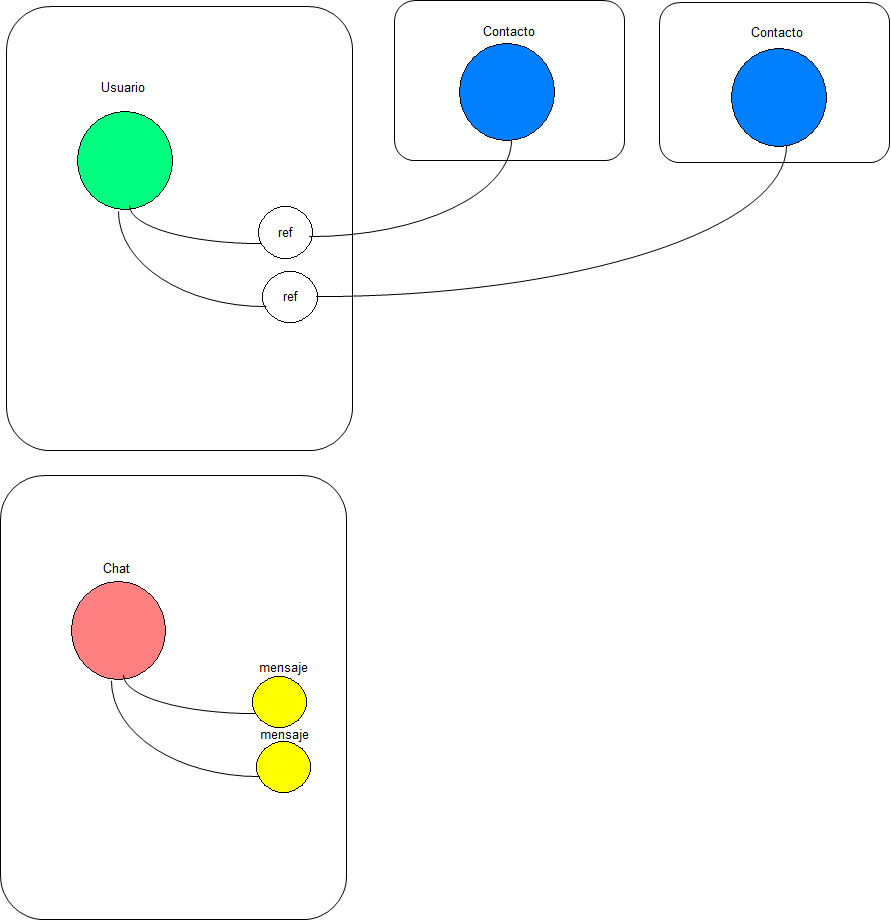 Contacto
Contacto
Usuario
ref
ref
Chat
mensaje
mensaje